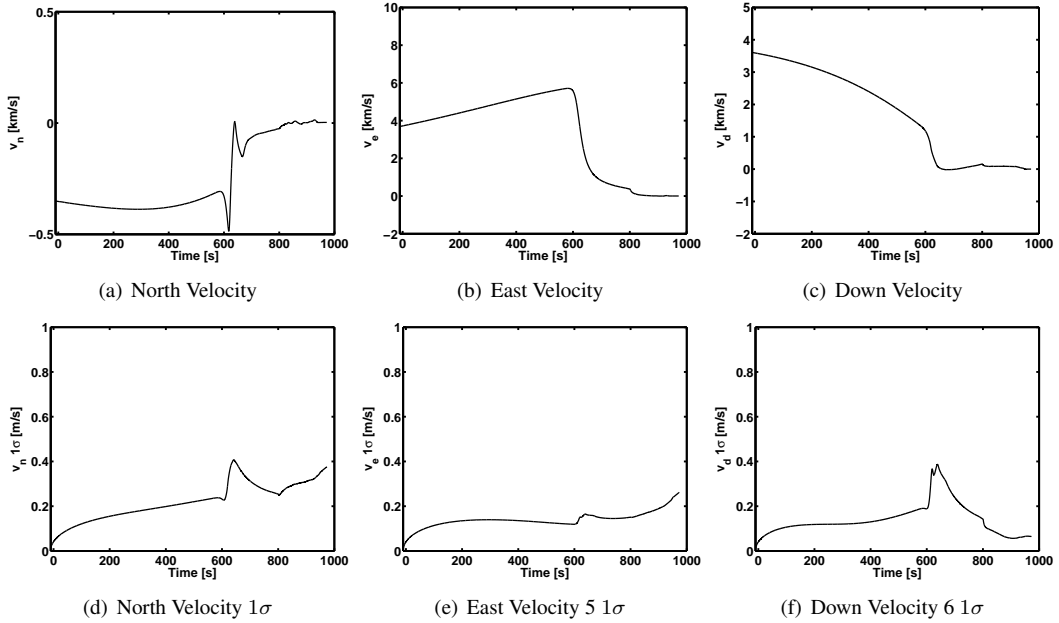 0.5
0
−0.5
v_n [km/s]
0 200 400 600 800 1000
Time [s]
(a) North Velocity
10
8
6
4
2
0
−2
v_e [km/s]
0 200 400 600 800 1000
Time [s]
(b) East Velocity
5
4
3
2
1
0
−1
−2
v_d [km/s]
0 200 400 600 800 1000
Time [s]
(c) Down Velocity
1
0.8
0.6
0.4
0.2
0
v_n 1σ [m/s]
0 200 400 600 800 1000
Time [s]
(d) North Velocity 1σ
1
0.8
0.6
0.4
0.2
0
v_e 1σ [m/s]
0 200 400 600 800 1000
Time [s]
(e) East Velocity 5 1σ
1
0.8
0.6
0.4
0.2
0
v_d 1σ [m/s]
0 200 400 600 800 1000
Time [s]
(f) Down Velocity 6 1σ